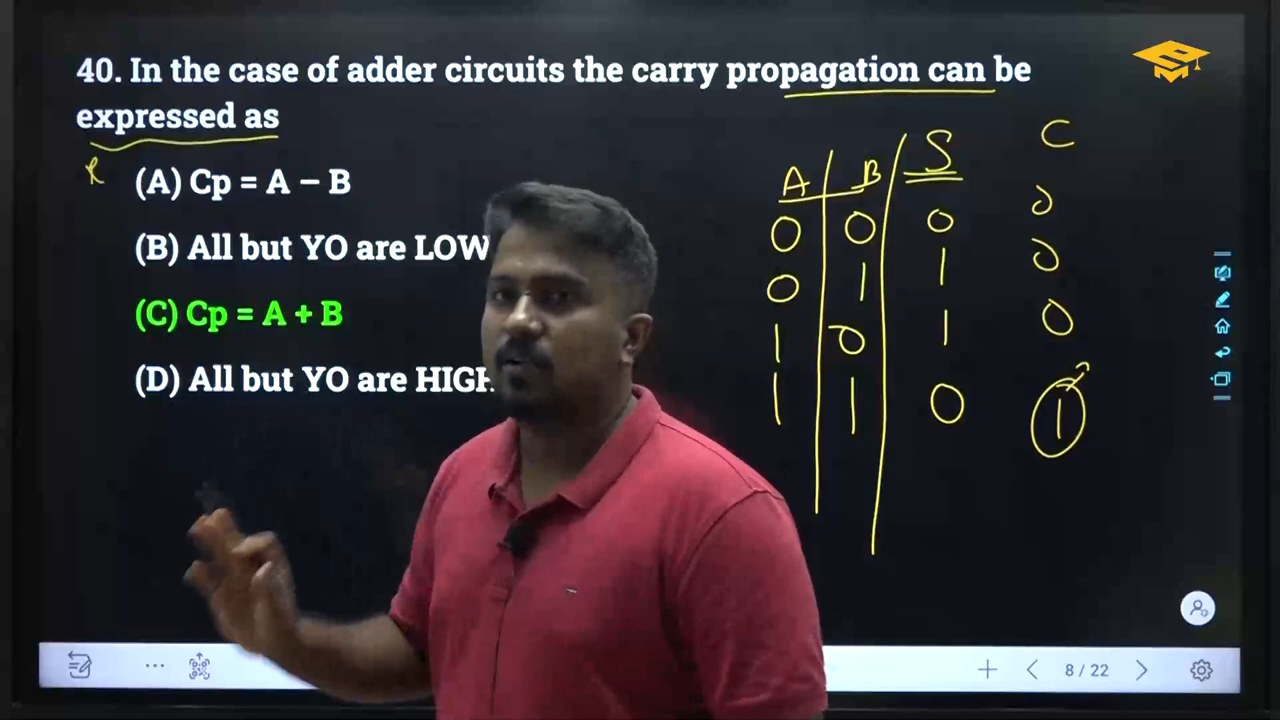 40. In the case of adder circuits the carry propagation can be
expressed as
(A) Cp = A – B
(B) All but YO are LOW
(C) Cp = A + B
(D) All but YO are HIGH
A B S C
0 0 0 0
0 1 1 0
1 0 1 0
1 1 0 1
8 / 22